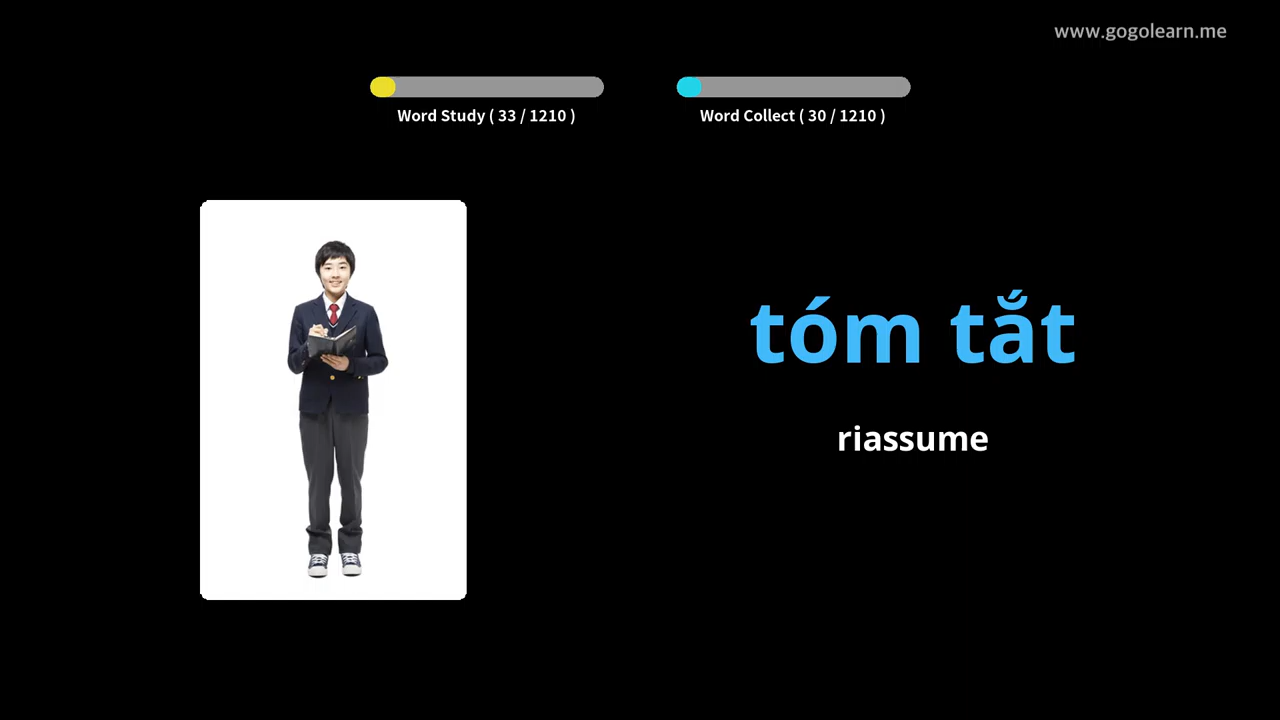 www.gogolearn.me
Word Study ( 33 / 1210 )
Word Collect ( 30 / 1210 )
tóm tắt
riassume